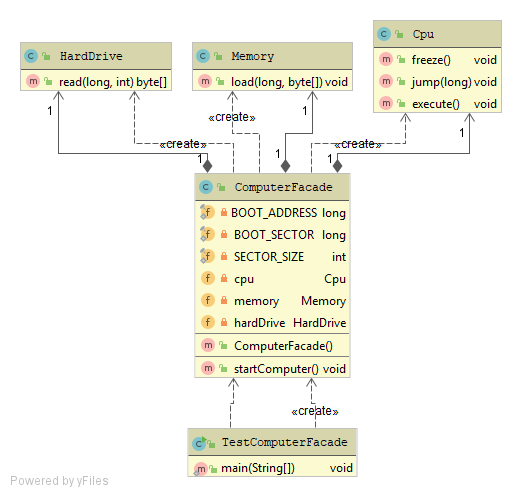 Cpu
HardDrive
Memory
freeze() void
read(long, int) byte[]
load(long, byte[]) void
jump(long) void
execute() void
1
1
1
«create»
«create»
«create»
1
1
1
ComputerFacade
BOOT_ADDRESS long
BOOT_SECTOR long
SECTOR_SIZE int
cpu Cpu
memory Memory
hardDrive HardDrive
ComputerFacade()
startComputer() void
«create»
TestComputerFacade
main(String[]) void
Powered by yFiles